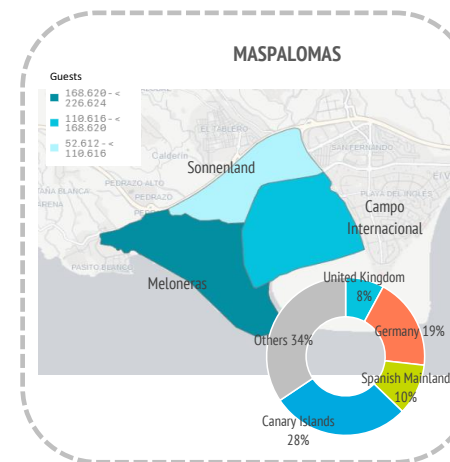 MASPALOMAS
Guests
168.620-<
226.624
110.616-<
168.620
52.612-<
110.616
EL TABLERO
SAN FERNANDO
Calderín
Sonnenland
PEDRAZO ALTO
PEDRAZO
PLAYA DEL INGLÉS
Campo
Internacional
ARENA
PASITO BLANCO
Meloneras
United Kingdom
8%
Germany 19%
Others 34%
Spanish Mainland
10%
Canary Islands
28%